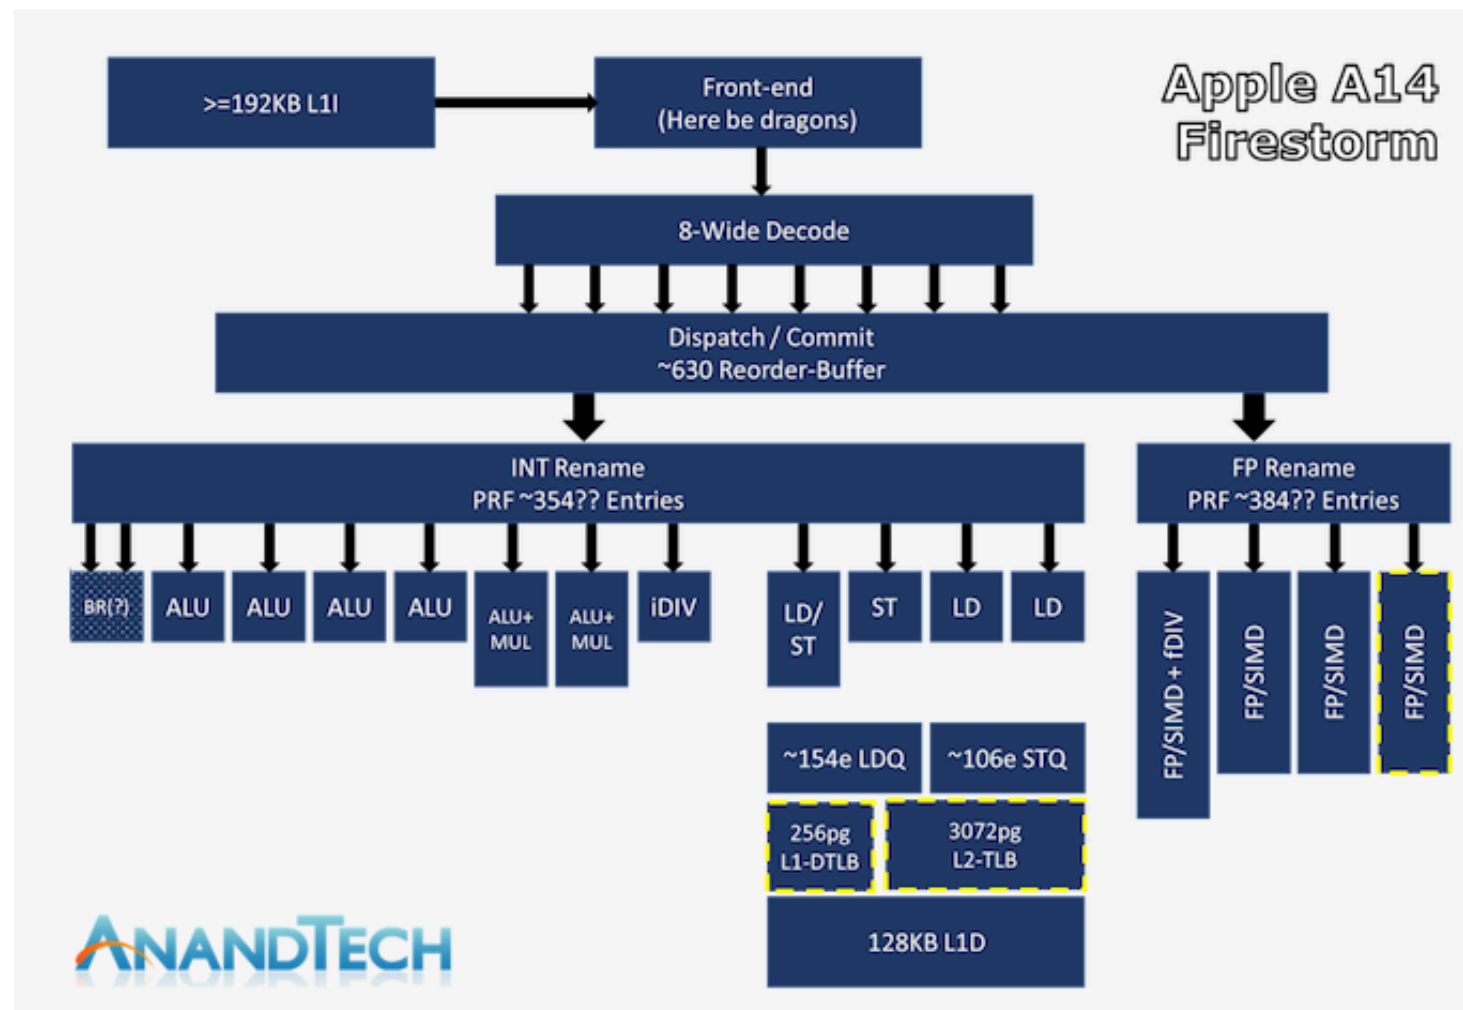 Apple A14
Firestorm
>=192KB L1I
Front-end
(Here be dragons)
8-Wide Decode
Dispatch / Commit
~630 Reorder-Buffer
INT Rename
PRF ~354?? Entries
FP Rename
PRF ~384?? Entries
BR(?)
ALU
ALU
ALU
ALU
ALU+
MUL
ALU+
MUL
iDIV
LD/
ST
ST
LD
LD
FP/SIMD + fDIV
FP/SIMD
FP/SIMD
FP/SIMD
~154e LDQ
~106e STQ
256pg
L1-DTLB
3072pg
L2-TLB
128KB L1D
ANANDTECH